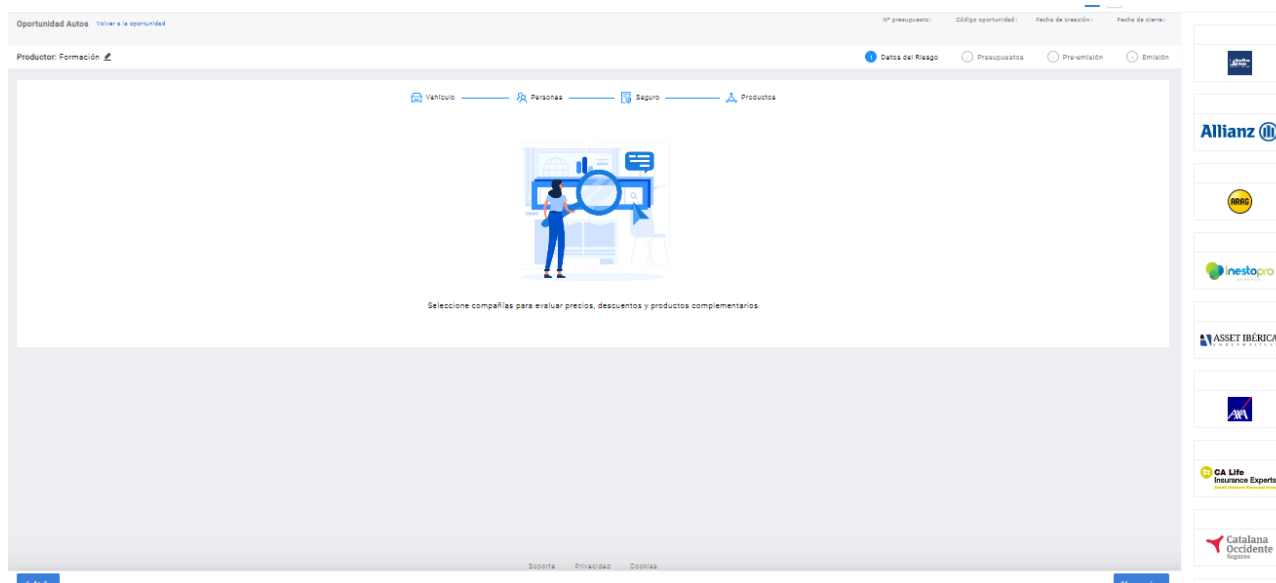 Oportunidad Autos Volver a la oportunidad
Nº presupuesto: Código oportunidad: Fecha de creación: Fecha de cierre:
Productor: Formación
1 Datos del Riesgo Presupuestos Pre-emisión Emisión
Vehículo Personas Seguro Productos
Seleccione compañías para evaluar precios, descuentos y productos complementarios
Allianz
ARAG
inestopro
SEGUROS
ASSET IBÉRICA
AXA
CA Life
Insurance Experts
Catalana
Occidente
Seguros
Soporte Privacidad Cookies